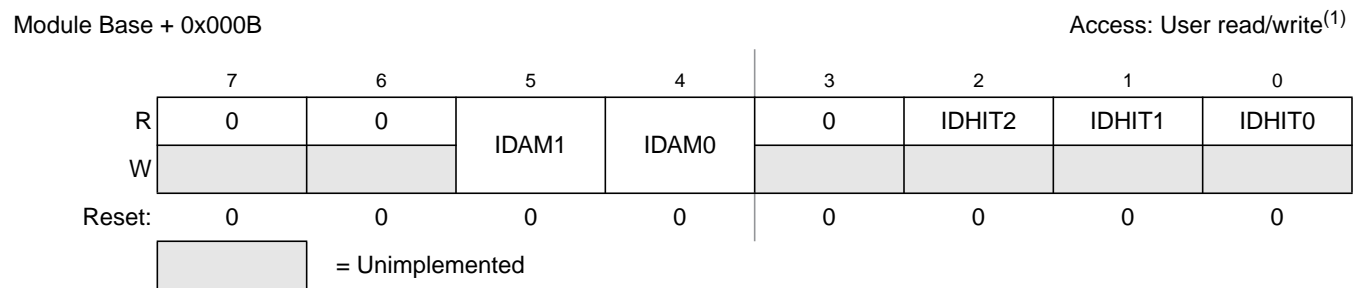 Module Base + 0x000B Access: User read/write(1)
7 6 5 4 3 2 1 0
R 0 0 IDAM1 IDAM0 0 IDHIT2 IDHIT1 IDHIT0
W
Reset: 0 0 0 0 0 0 0 0
= Unimplemented